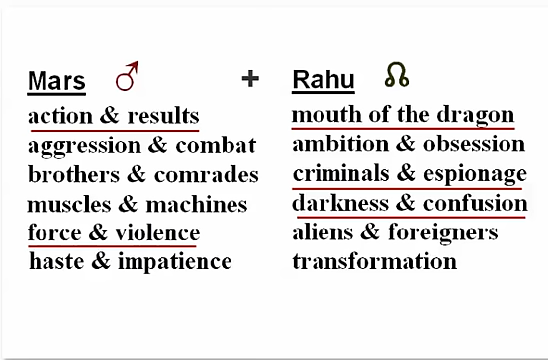 Mars ♂ + Rahu ☊
action & results
aggression & combat
brothers & comrades
muscles & machines
force & violence
haste & impatience
mouth of the dragon
ambition & obsession
criminals & espionage
darkness & confusion
aliens & foreigners
transformation